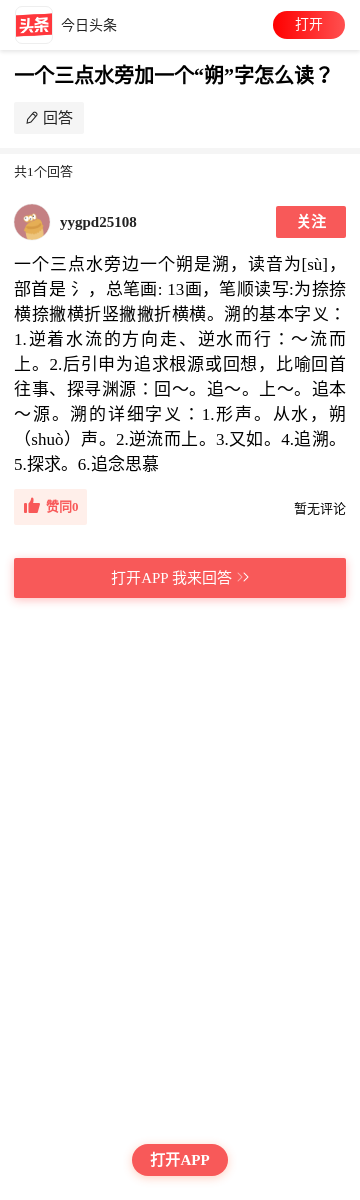 头条 今日头条 打开
一个三点水旁加一个“朔”字怎么读？
回答
共1个回答
yygpd25108 关注
一个三点水旁边一个朔是溯，读音为[sù]，
部首是氵，总笔画: 13画，笔顺读写:为捺捺
横捺撇横折竖撇撇折横横。溯的基本字义：
1.逆着水流的方向走、逆水而行：～流而
上。2.后引申为追求根源或回想，比喻回首
往事、探寻渊源：回～。追～。上～。追本
～源。溯的详细字义：1.形声。从水，朔
（shuò）声。2.逆流而上。3.又如。4.追溯。
5.探求。6.追念思慕
赞同0 暂无评论
打开APP 我来回答
打开APP